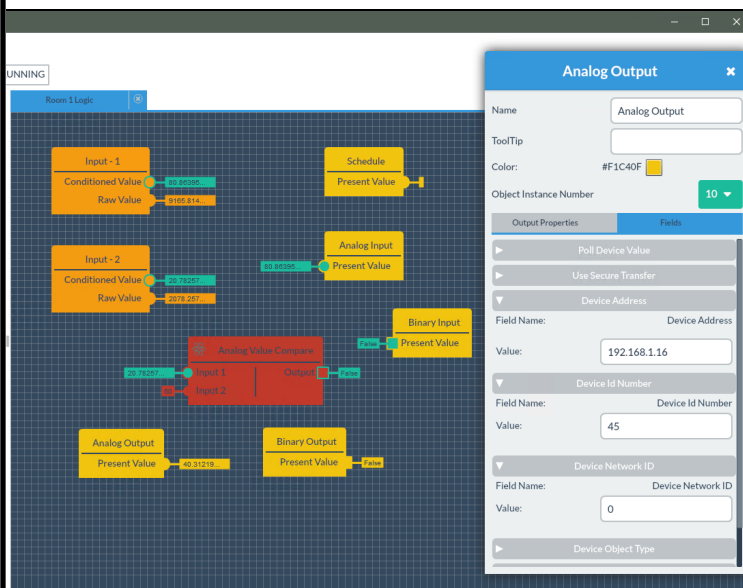 UNNING
Room 1 Logic
Input - 1
Conditioned Value
80.86395...
Raw Value
9165.814...
Schedule
Present Value
Input - 2
Conditioned Value
20.78257...
Raw Value
2078.257...
Analog Input
80.86395...
Present Value
Binary Input
False
Present Value
Analog Value Compare
20.78257...
Input 1
Output
False
Input 2
Analog Output
Present Value
40.31219...
Binary Output
Present Value
False
Analog Output
Name
Analog Output
ToolTip
Color:
#F1C40F
Object Instance Number
10
Output Properties
Fields
Poll Device Value
Use Secure Transfer
Device Address
Field Name:
Device Address
Value:
192.168.1.16
Device Id Number
Field Name:
Device Id Number
Value:
45
Device Network ID
Field Name:
Device Network ID
Value:
0
Device Object Type